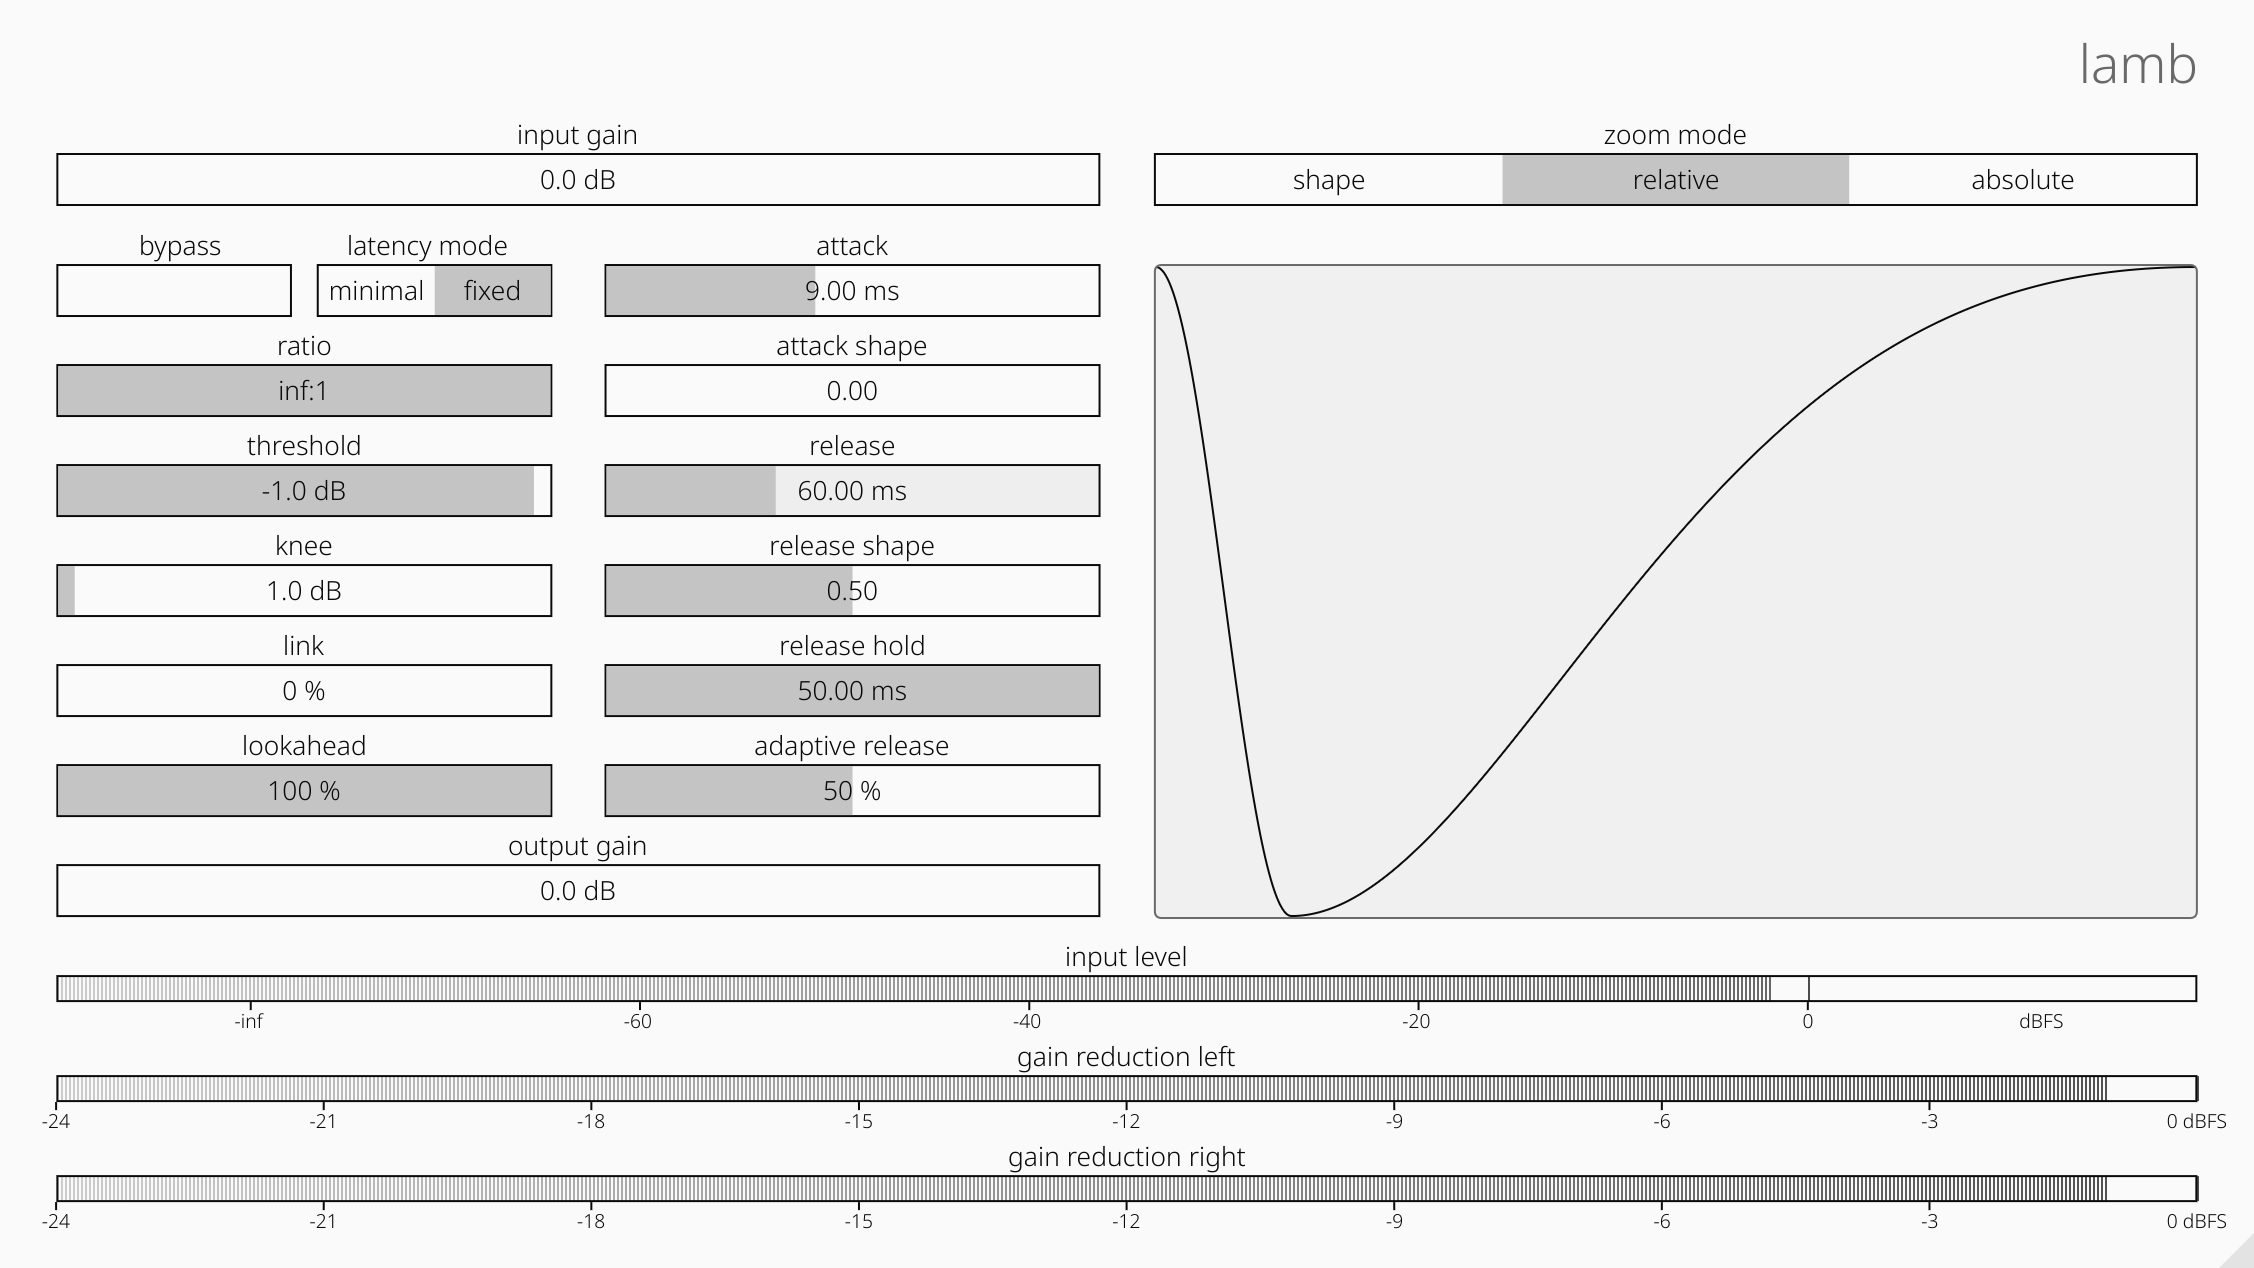 lamb
input gain
0.0 dB
zoom mode
shape relative absolute
bypass latency mode attack
minimal fixed 9.00 ms
ratio attack shape
inf:1 0.00
threshold release
-1.0 dB 60.00 ms
knee release shape
1.0 dB 0.50
link release hold
0 % 50.00 ms
lookahead adaptive release
100 % 50 %
output gain
0.0 dB
input level
-inf -60 -40 -20 0 dBFS
gain reduction left
-24 -21 -18 -15 -12 -9 -6 -3 0 dBFS
gain reduction right
-24 -21 -18 -15 -12 -9 -6 -3 0 dBFS